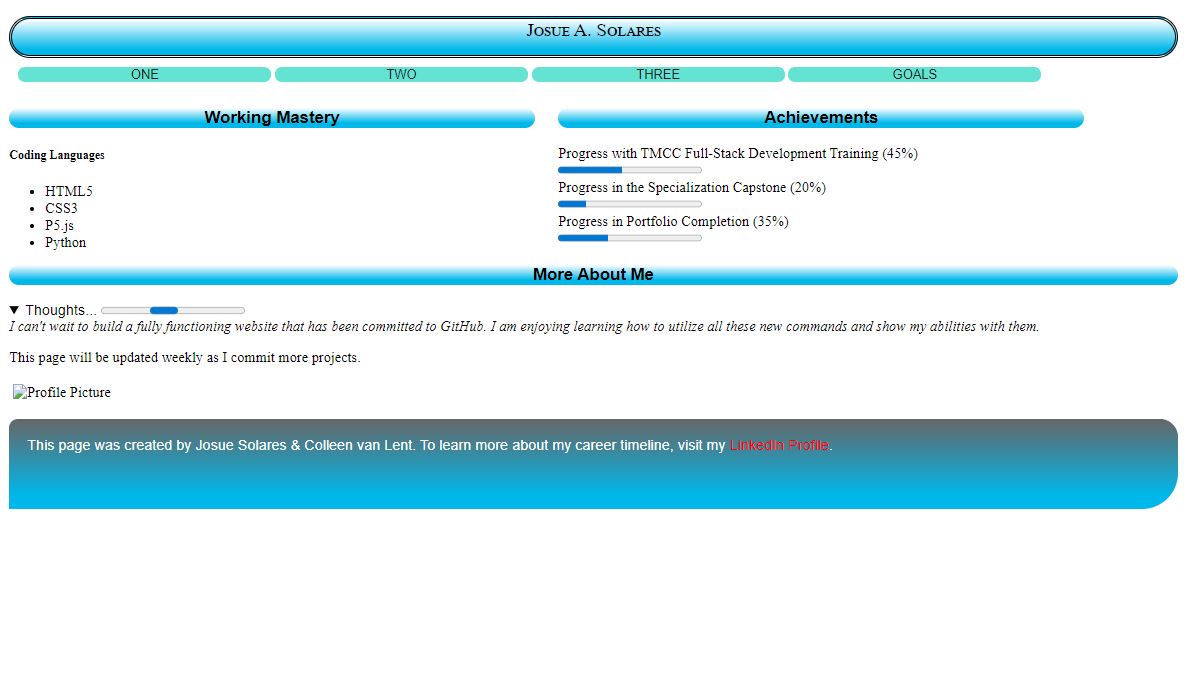 Josue A. Solares
ONE TWO THREE GOALS
Working Mastery
Coding Languages
HTML5
CSS3
P5.js
Python
Achievements
Progress with TMCC Full-Stack Development Training (45%)
Progress in the Specialization Capstone (20%)
Progress in Portfolio Completion (35%)
More About Me
Thoughts...
I can't wait to build a fully functioning website that has been committed to GitHub. I am enjoying learning how to utilize all these new commands and show my abilities with them.
This page will be updated weekly as I commit more projects.
Profile Picture
This page was created by Josue Solares & Colleen van Lent. To learn more about my career timeline, visit my LinkedIn Profile.